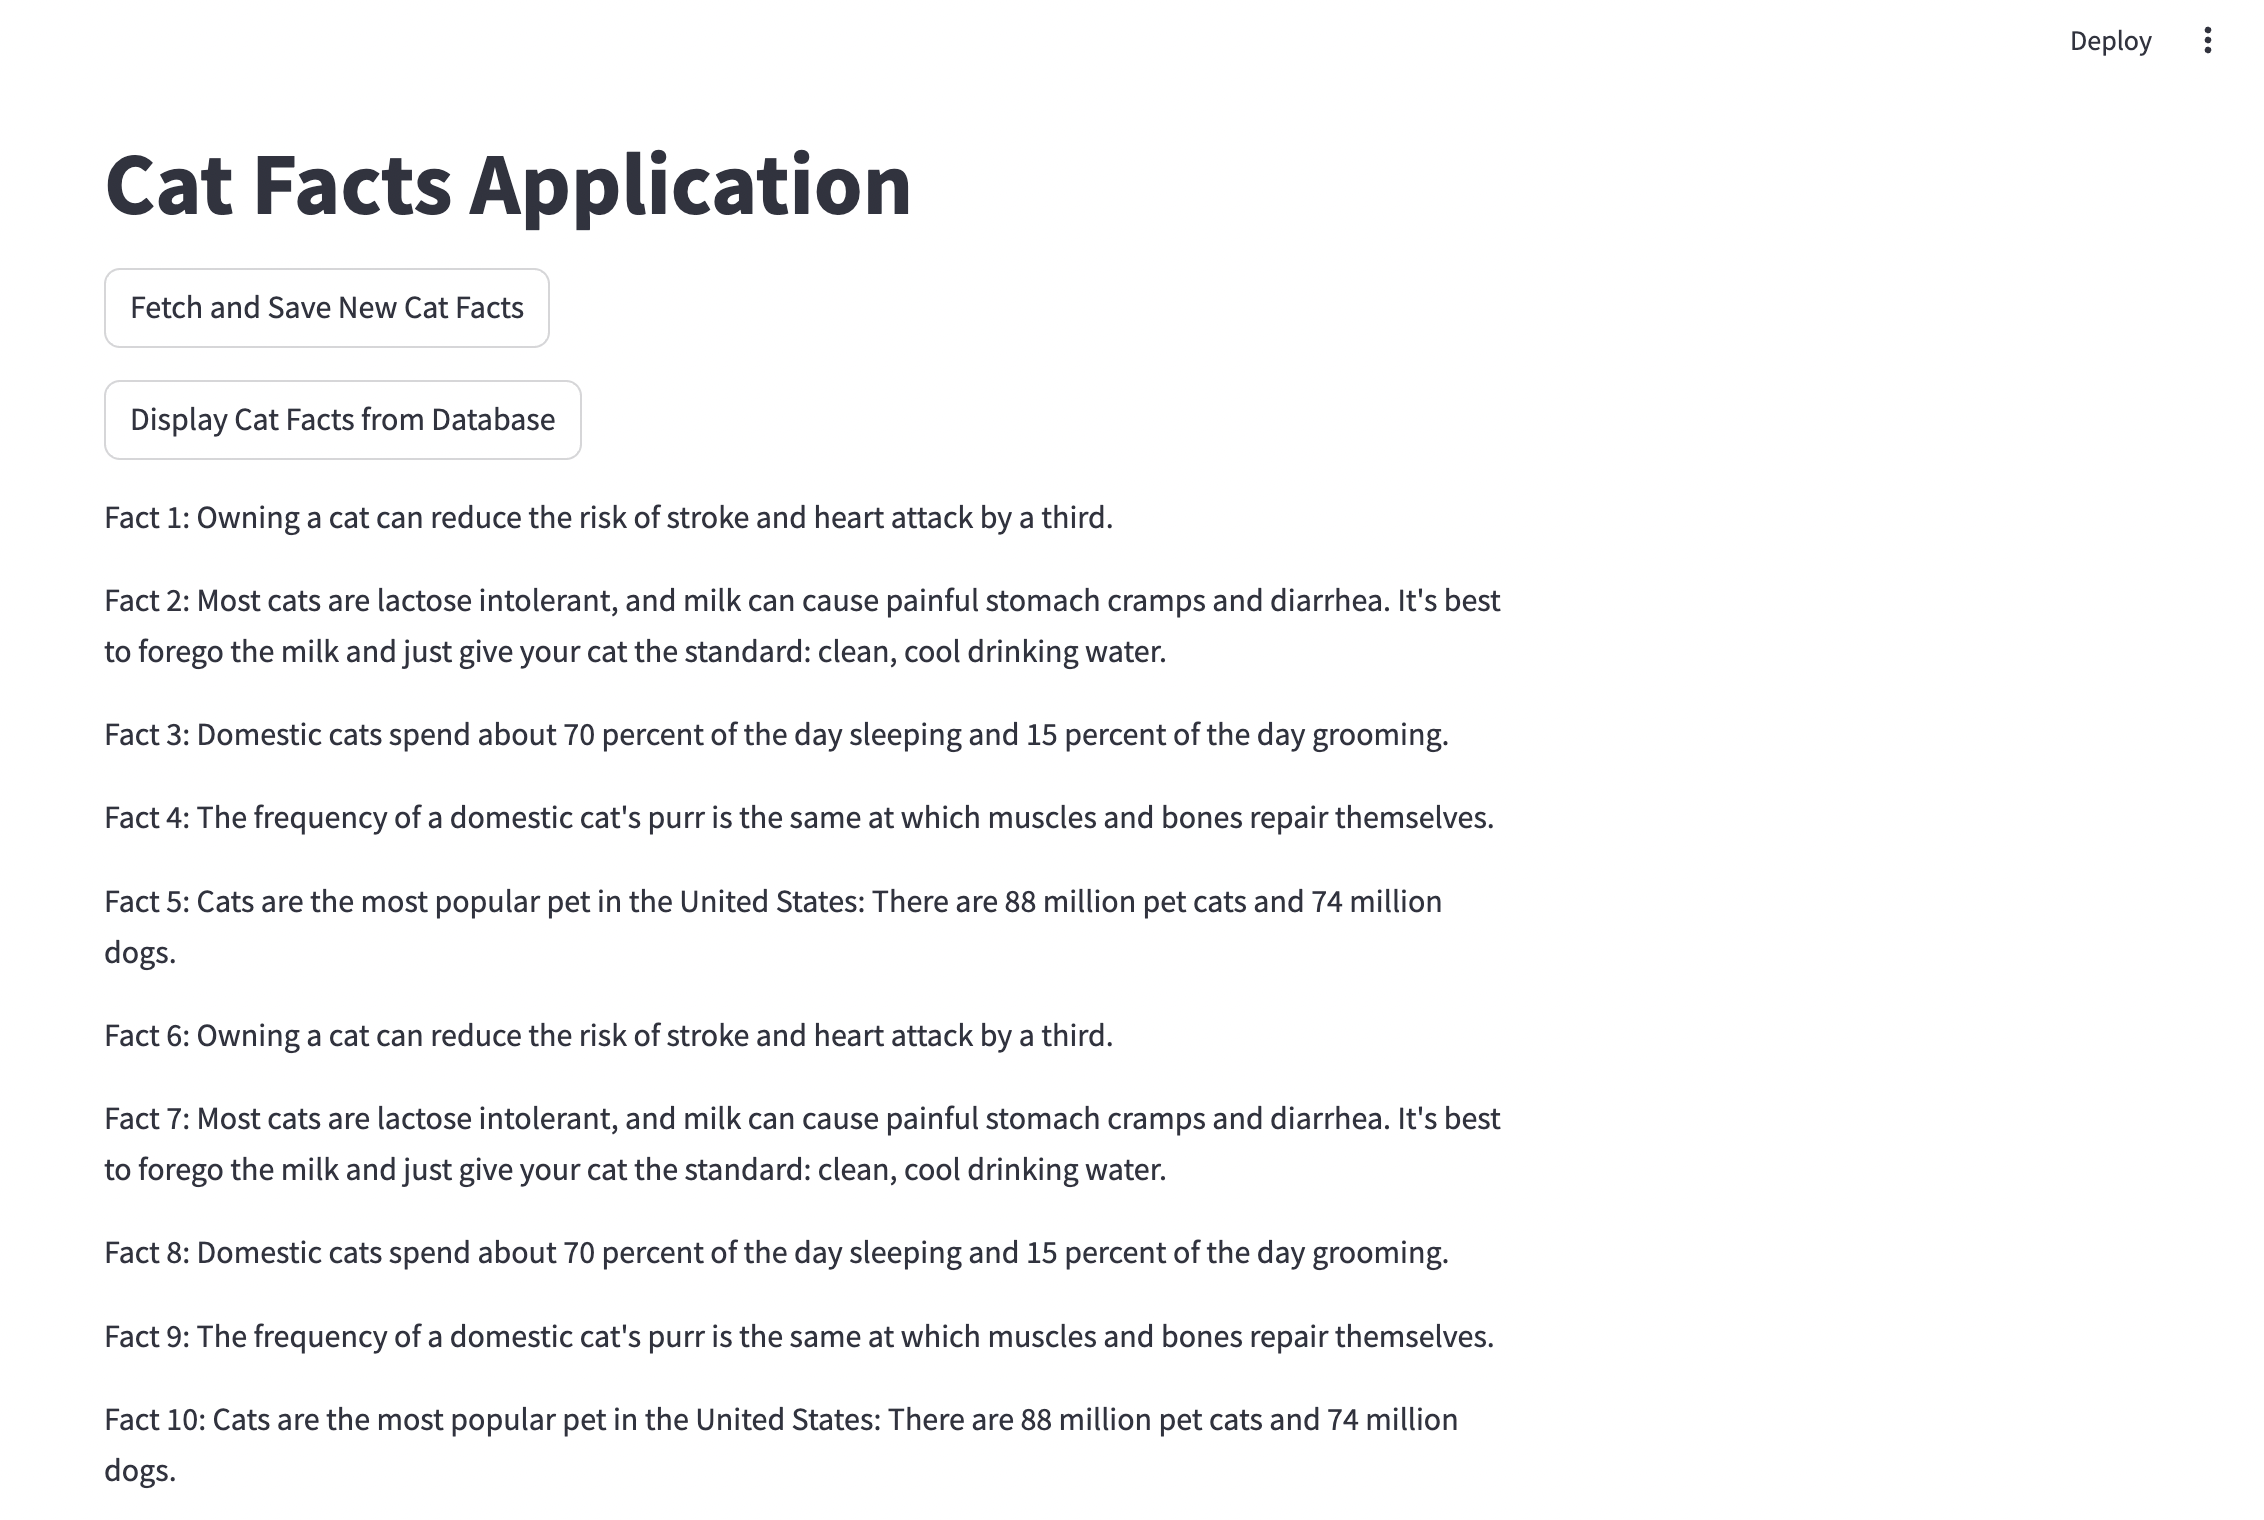 Deploy
Cat Facts Application
Fetch and Save New Cat Facts
Display Cat Facts from Database
Fact 1: Owning a cat can reduce the risk of stroke and heart attack by a third.
Fact 2: Most cats are lactose intolerant, and milk can cause painful stomach cramps and diarrhea. It's best
to forego the milk and just give your cat the standard: clean, cool drinking water.
Fact 3: Domestic cats spend about 70 percent of the day sleeping and 15 percent of the day grooming.
Fact 4: The frequency of a domestic cat's purr is the same at which muscles and bones repair themselves.
Fact 5: Cats are the most popular pet in the United States: There are 88 million pet cats and 74 million
dogs.
Fact 6: Owning a cat can reduce the risk of stroke and heart attack by a third.
Fact 7: Most cats are lactose intolerant, and milk can cause painful stomach cramps and diarrhea. It's best
to forego the milk and just give your cat the standard: clean, cool drinking water.
Fact 8: Domestic cats spend about 70 percent of the day sleeping and 15 percent of the day grooming.
Fact 9: The frequency of a domestic cat's purr is the same at which muscles and bones repair themselves.
Fact 10: Cats are the most popular pet in the United States: There are 88 million pet cats and 74 million
dogs.